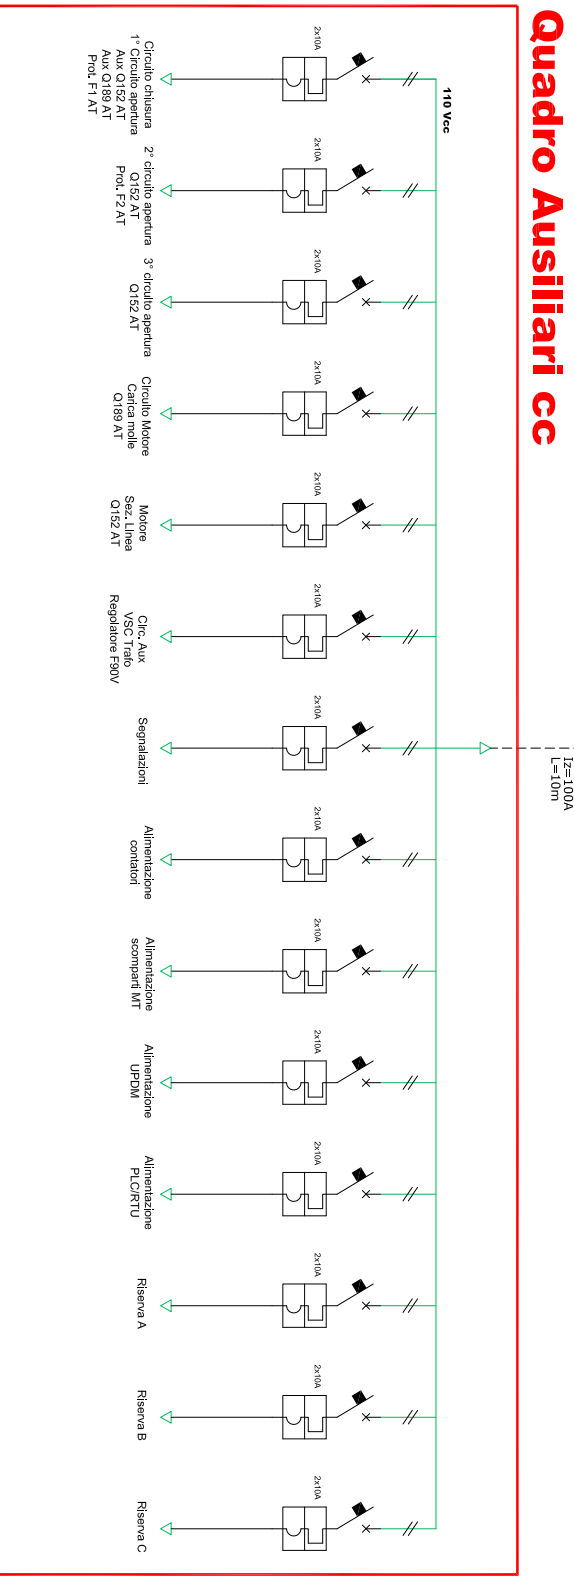 Quadro Ausiliari cc
Iz=100A
L=10m
110 Vcc
2x10A
2x10A
2x10A
2x10A
2x10A
2x10A
2x10A
2x10A
2x10A
2x10A
2x10A
2x10A
2x10A
2x10A
Circuito chiusura
1° Circuito apertura
Aux Q152 AT
Aux Q189 AT
Prot. F1 AT
2° circuito apertura
Q152 AT
Prot. F2 AT
3° circuito apertura
Q152 AT
Circuito Motore
Carica molle
Q189 AT
Motore
Sez. Linea
Q152 AT
Circ. Aux
VSC Trafo
Regolatore F90V
Segnalazioni
Alimentazione
contatori
Alimentazione
scomparti MT
Alimentazione
UPDM
Alimentazione
PLC/RTU
Riserva A
Riserva B
Riserva C